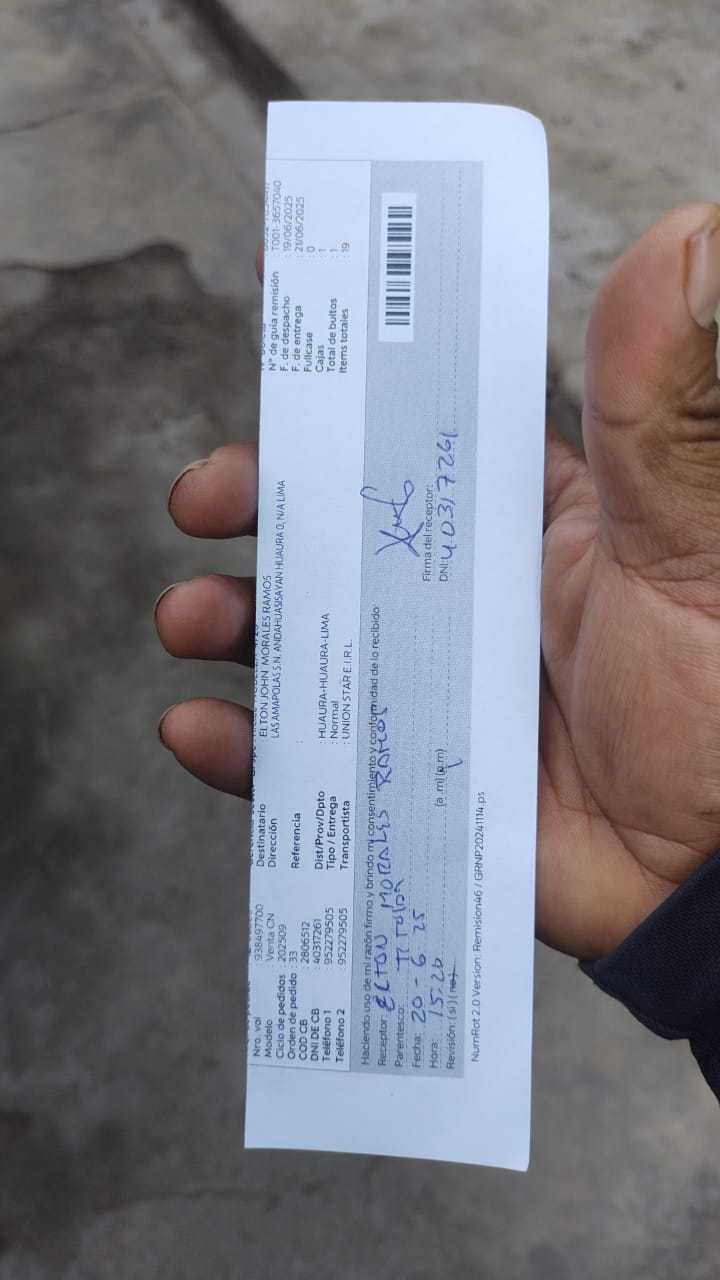 Nro. vol : 938497700
Modelo Venta CN
Ciclo de pedidos : 202509
Orden de pedido : 33
COD CB : 2806512
DNI DE CB : 40317261
Teléfono 1 : 952279505
Teléfono 2 : 952279505
Destinatario ELTON JOHN MORALES RAMOS
Dirección LAS AMAPOLAS S.N. ANDAHUASISAYAN HUAURA 0, N/A LIMA
Referencia :
Dist/Prov/Dpto : HUAURA-HUAURA-LIMA
Tipo / Entrega : Normal
Transportista : UNION STAR E.I.R.L.
N° de guía remisión T001-3657040
F. de despacho : 19/06/2025
F. de entrega : 21/06/2025
Fullcase : 0
Cajas : 1
Total de bultos : 1
Items totales : 19
Haciendo uso de mi razón firmo y brindo mi consentimiento y conformidad de lo recibido
Receptor: ELTON MORALES RAMOS
Parentesco: TITULAR
Fecha: 20-6-25
Hora: 15:20 (a.m) (p.m)
Revisión: (si) (no)
Firma del receptor:
DNI: 40317261
NumRot 2.0 Version: Remision46 / GRNP20241114.ps